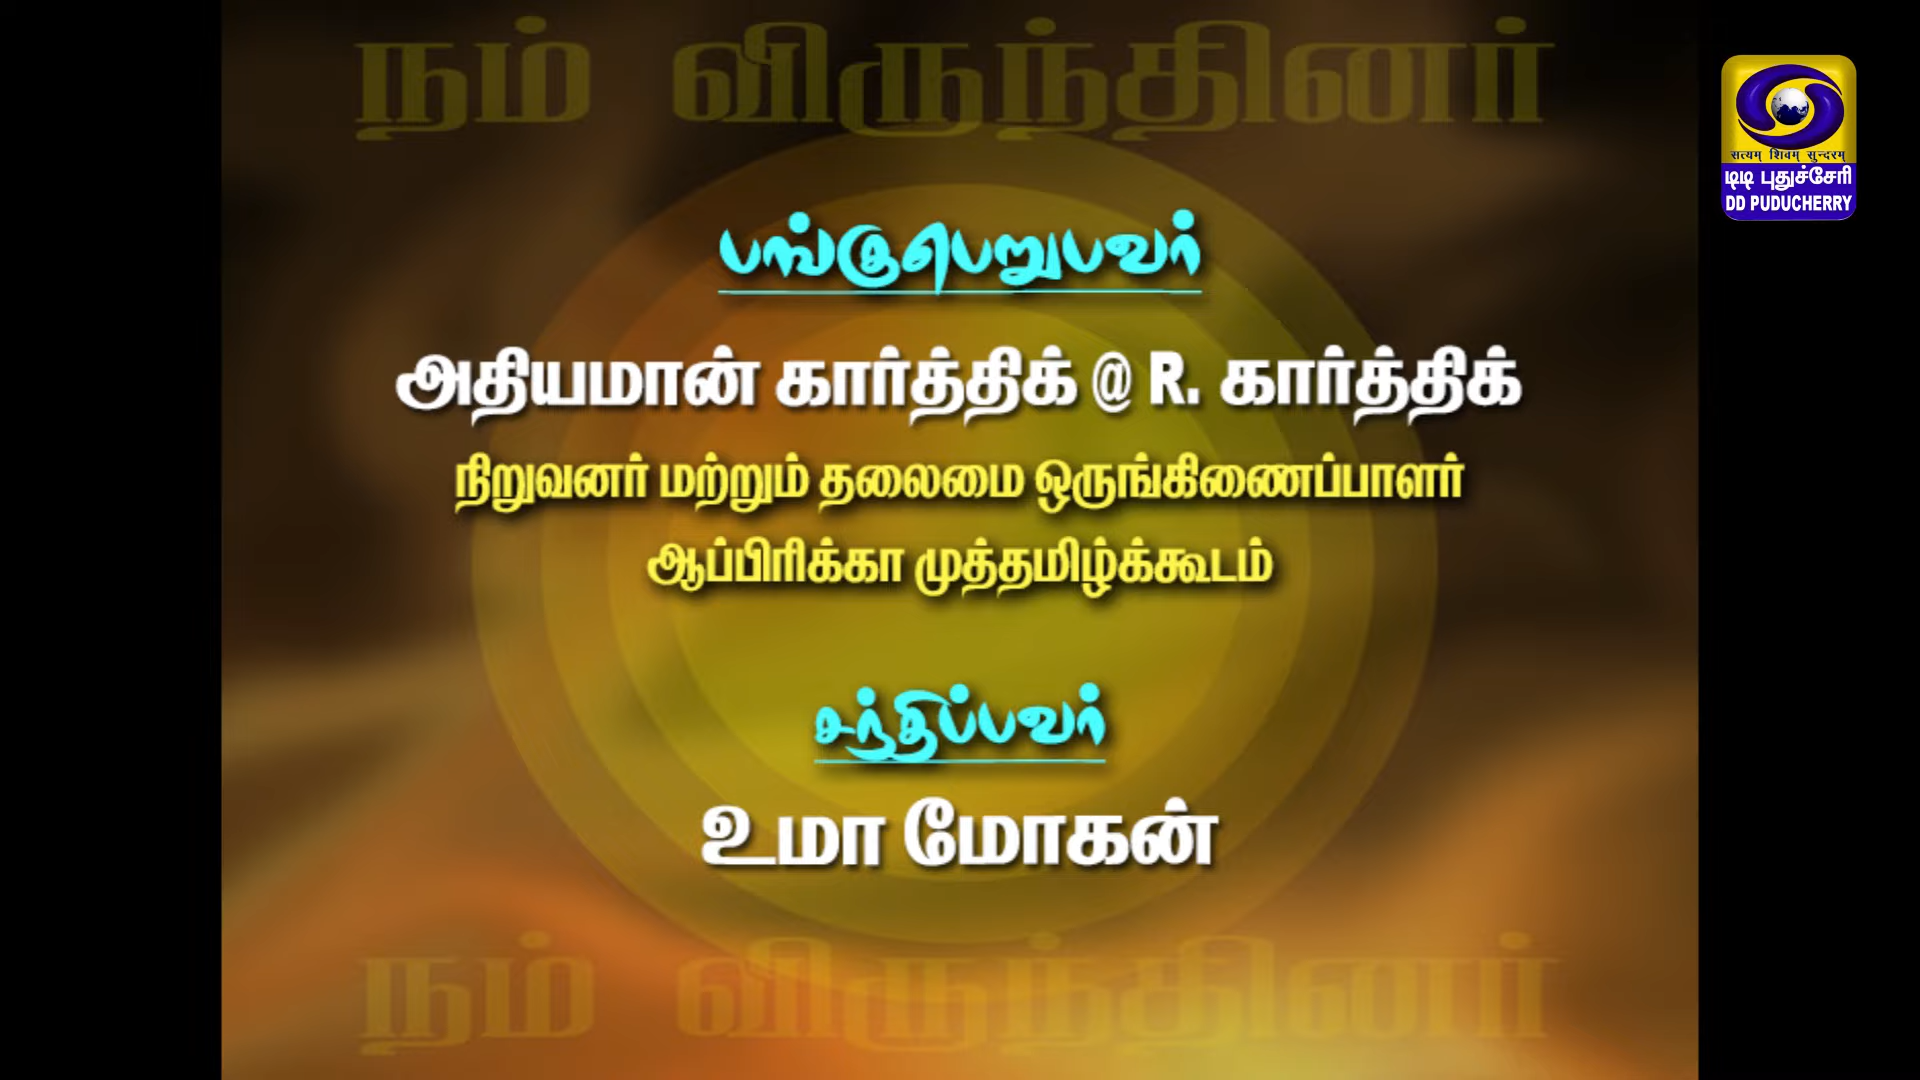 நம் விருந்தினர்
सत्यम् शिवम् सुन्दरम्
டிடி புதுச்சேரி
DD PUDUCHERRY
பங்குபெறுபவர்
அதியமான் கார்த்திக் @ R. கார்த்திக்
நிறுவனர் மற்றும் தலைமை ஒருங்கிணைப்பாளர்
ஆப்பிரிக்கா முத்தமிழ்க்கூடம்
சந்திப்பவர்
உமா மோகன்
நம் விருந்தினர்